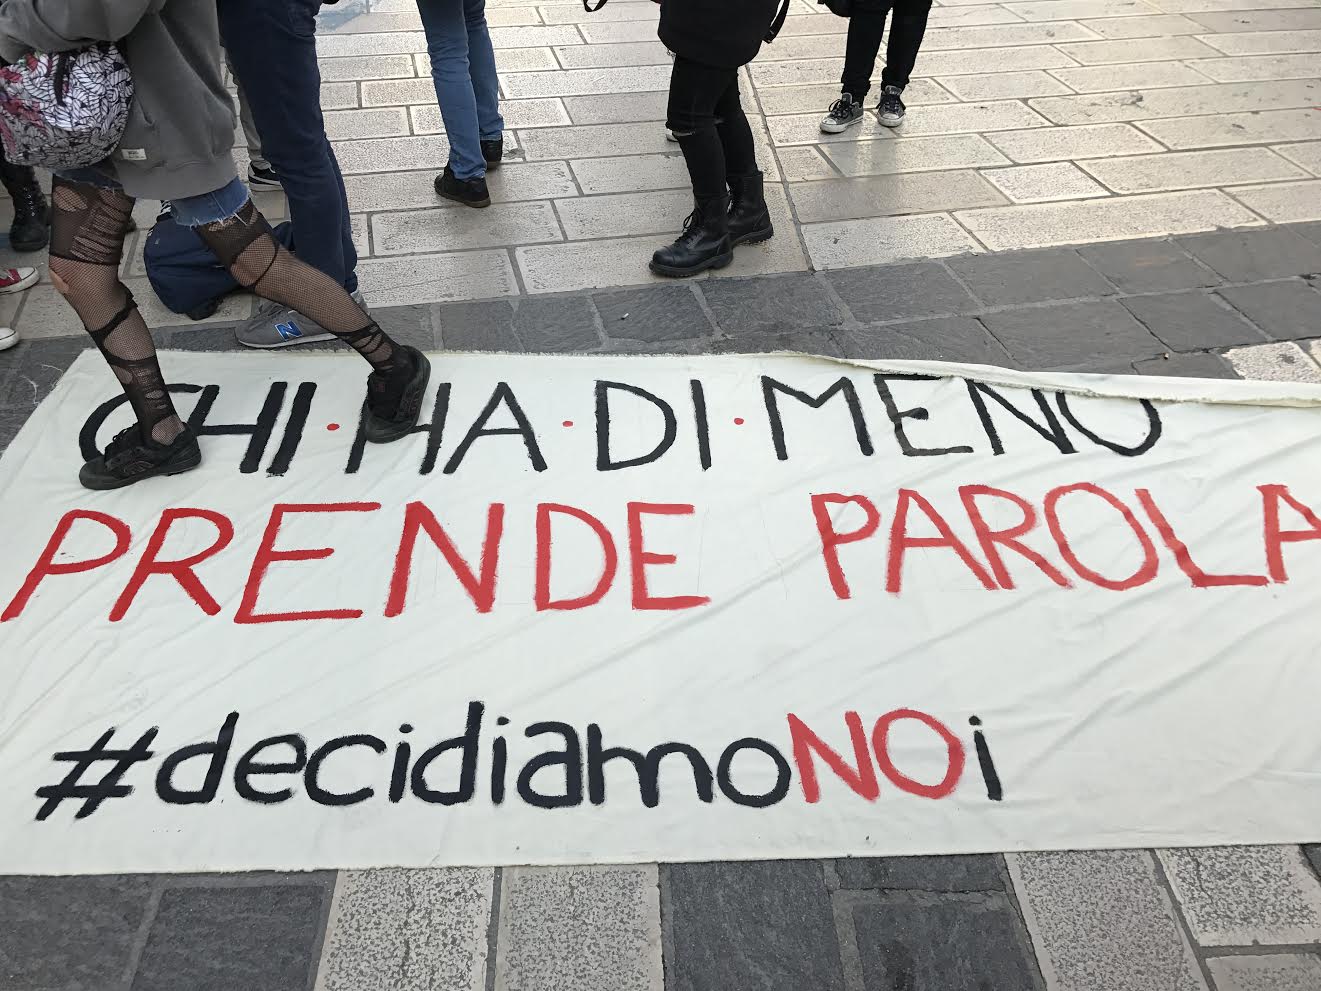 CHI·HA·DI·MENO
PRENDE PAROLA
#decidiamoNOi
N